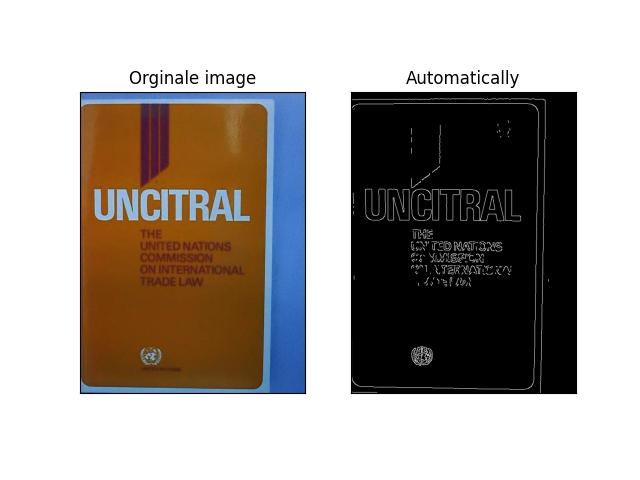 Orginale image
Automatically
UNCITRAL
THE
UNITED NATIONS
COMMISSION
ON INTERNATIONAL
TRADE LAW
UNCITRAL
THE